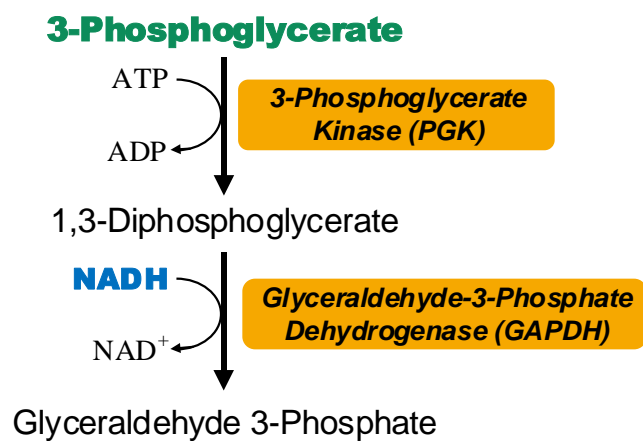 3-Phosphoglycerate
ATP
3-Phosphoglycerate
Kinase (PGK)
ADP
1,3-Diphosphoglycerate
NADH
Glyceraldehyde-3-Phosphate
Dehydrogenase (GAPDH)
NAD+
Glyceraldehyde 3-Phosphate